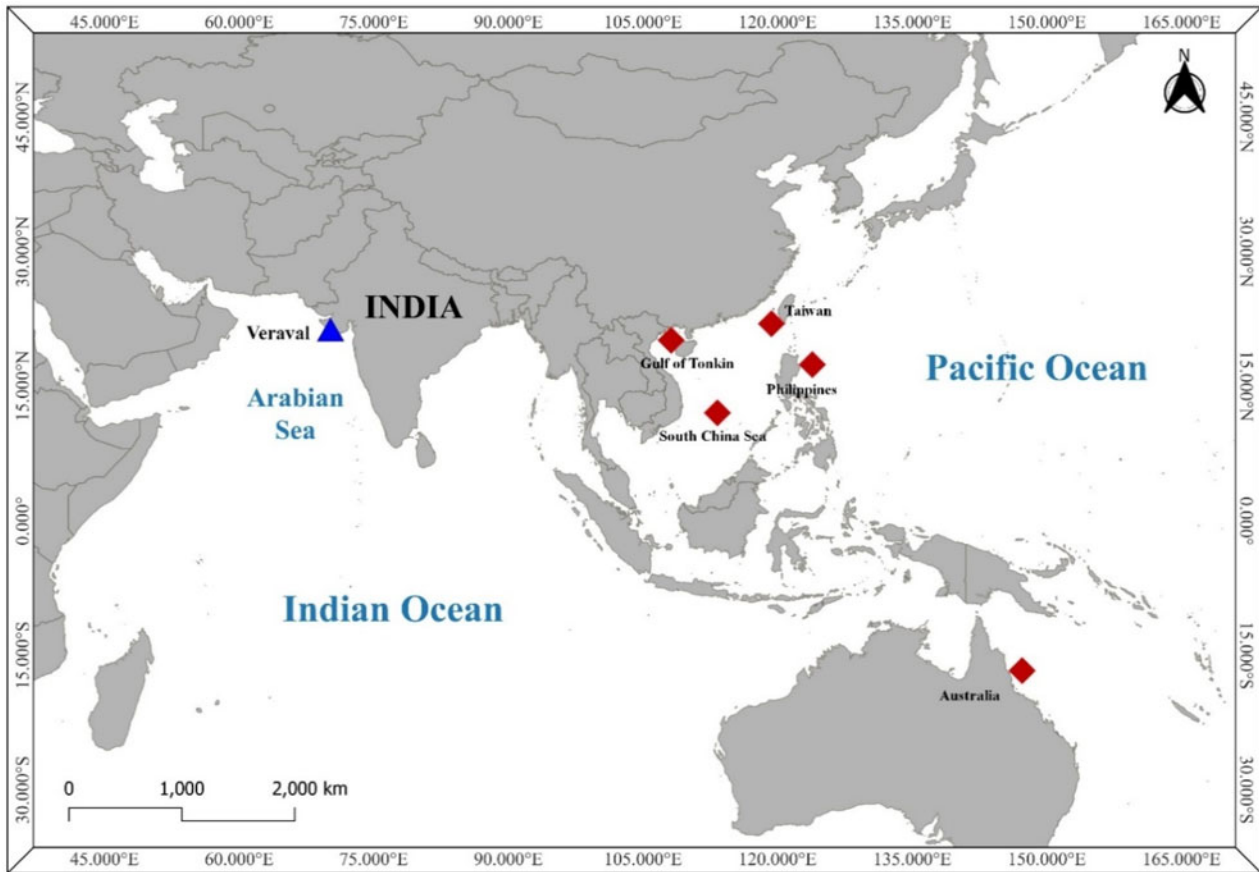 45.000°E 60.000°E 75.000°E 90.000°E 105.000°E 120.000°E 135.000°E 150.000°E 165.000°E
45.000°N
30.000°N
15.000°N
0.000°
15.000°S
30.000°S
N
INDIA
Veraval
Arabian
Sea
Taiwan
Gulf of Tonkin
Philippines
South China Sea
Pacific Ocean
Indian Ocean
Australia
0 1,000 2,000 km
45.000°N
30.000°N
15.000°N
0.000°
15.000°S
30.000°S
45.000°E 60.000°E 75.000°E 90.000°E 105.000°E 120.000°E 135.000°E 150.000°E 165.000°E